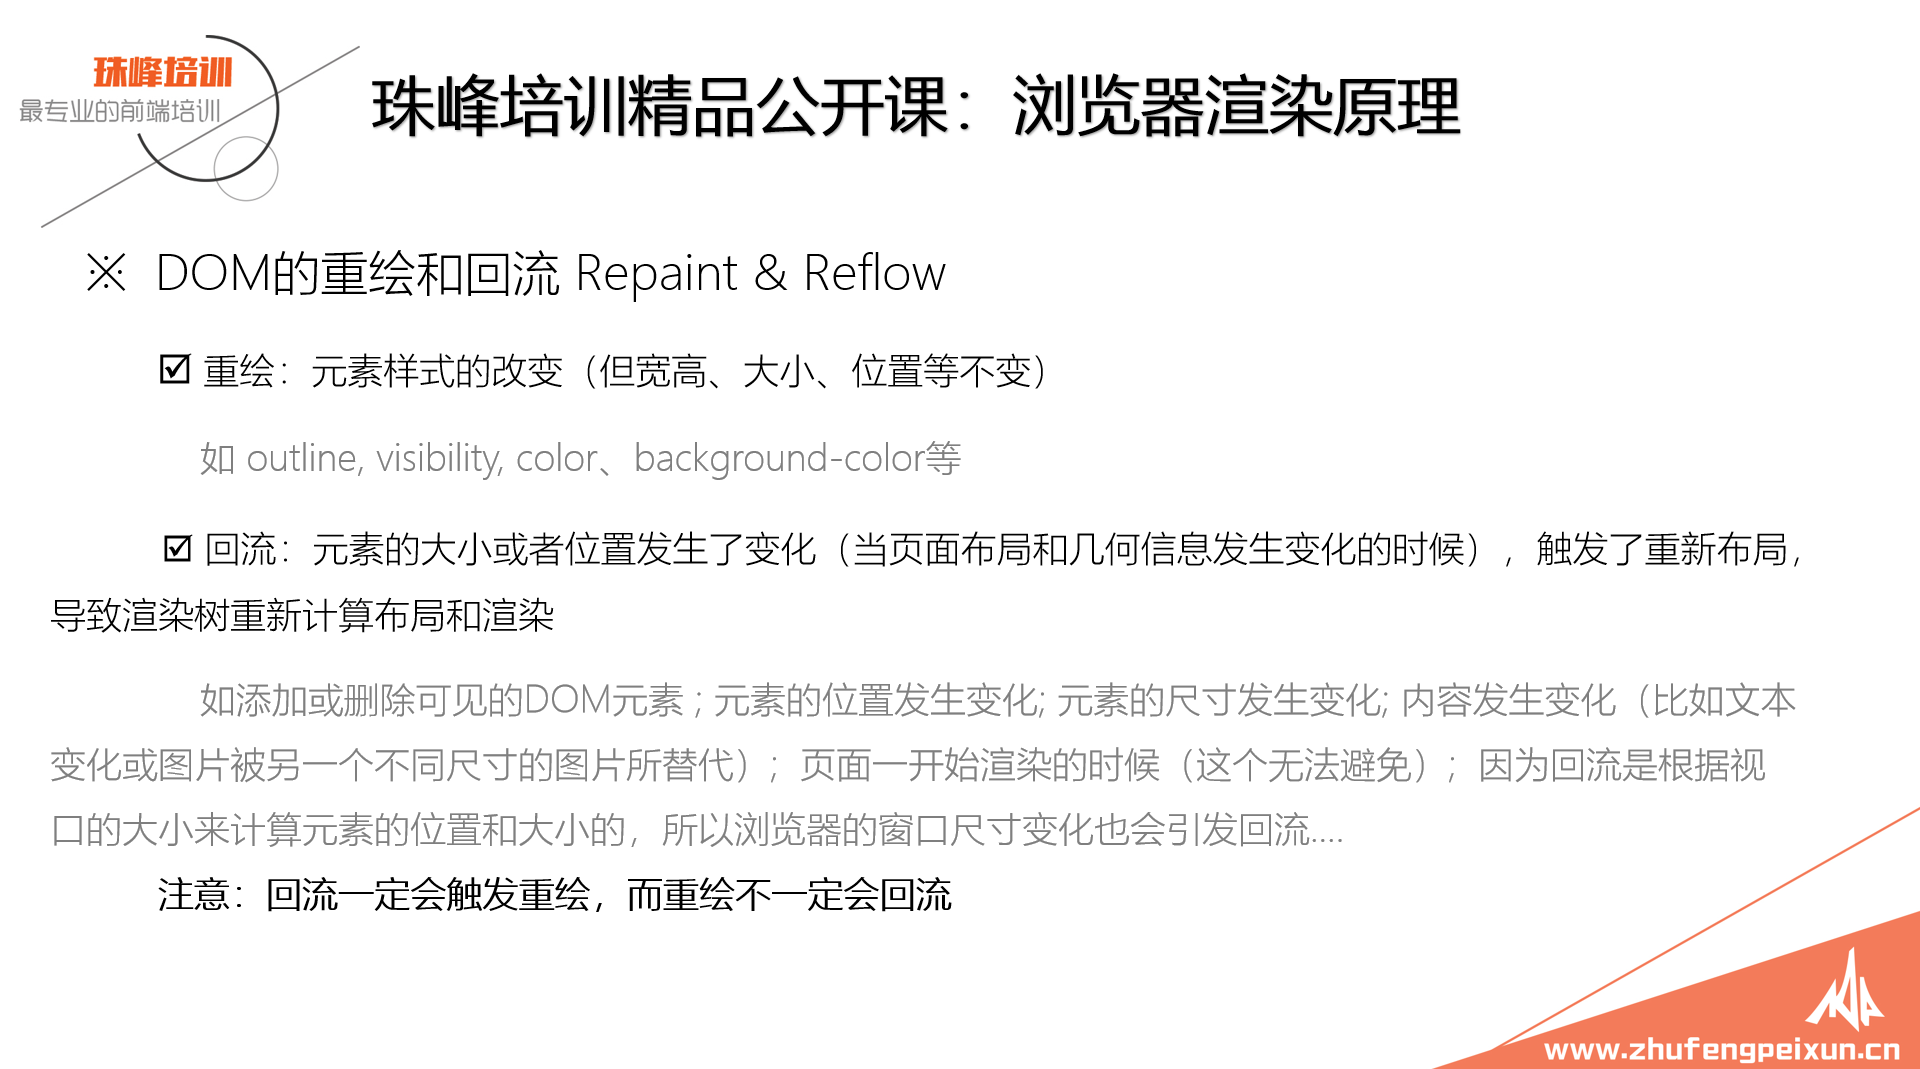 珠峰培训
最专业的前端培训
珠峰培训精品公开课：浏览器渲染原理
※ DOM的重绘和回流 Repaint & Reflow
☑ 重绘：元素样式的改变（但宽高、大小、位置等不变）
如 outline, visibility, color、background-color等
☑ 回流：元素的大小或者位置发生了变化（当页面布局和几何信息发生变化的时候），触发了重新布局，
导致渲染树重新计算布局和渲染
如添加或删除可见的DOM元素；元素的位置发生变化; 元素的尺寸发生变化; 内容发生变化（比如文本
变化或图片被另一个不同尺寸的图片所替代）；页面一开始渲染的时候（这个无法避免）；因为回流是根据视
口的大小来计算元素的位置和大小的，所以浏览器的窗口尺寸变化也会引发回流....
注意：回流一定会触发重绘，而重绘不一定会回流
www.zhufengpeixun.cn